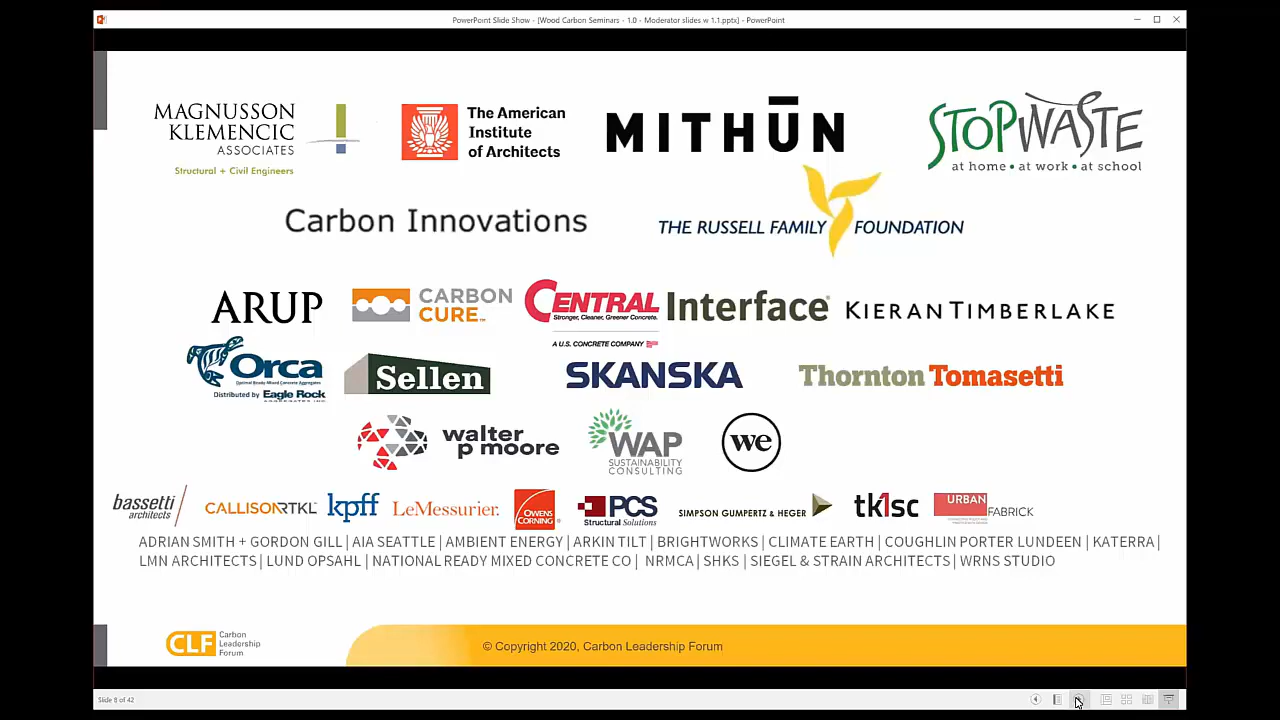 PowerPoint Slide Show - [Wood Carbon Seminars - 1.0 - Moderator slides w 1.1.pptx] - PowerPoint
MAGNUSSON
KLEMENCIC
ASSOCIATES
Structural + Civil Engineers
The American
Institute
of Architects
MITHŪN
STOPWASTE
at home • at work • at school
Carbon Innovations
THE RUSSELL FAMILY FOUNDATION
ARUP
CARBON
CURE™
CENTRAL
Stronger, Cleaner, Greener Concrete.
A U.S. CONCRETE COMPANY
Interface®
KIERANTIMBERLAKE
Orca
Optimal Ready-Mixed Concrete Aggregates
Distributed by Eagle Rock
Sellen
SKANSKA
Thornton Tomasetti
walter
p moore
WAP
SUSTAINABILITY
CONSULTING
we
bassetti
architects
CALLISONRTKL
kpff
LeMessurier.
OWENS
CORNING
PCS
Structural Solutions
SIMPSON GUMPERTZ & HEGER
tk1sc
URBAN
FABRICK
ADRIAN SMITH + GORDON GILL | AIA SEATTLE | AMBIENT ENERGY | ARKIN TILT | BRIGHTWORKS | CLIMATE EARTH | COUGHLIN PORTER LUNDEEN | KATERRA |
LMN ARCHITECTS | LUND OPSAHL | NATIONAL READY MIXED CONCRETE CO | NRMCA | SHKS | SIEGEL & STRAIN ARCHITECTS | WRNS STUDIO
CLF
Carbon
Leadership
Forum
© Copyright 2020, Carbon Leadership Forum
Slide 8 of 42